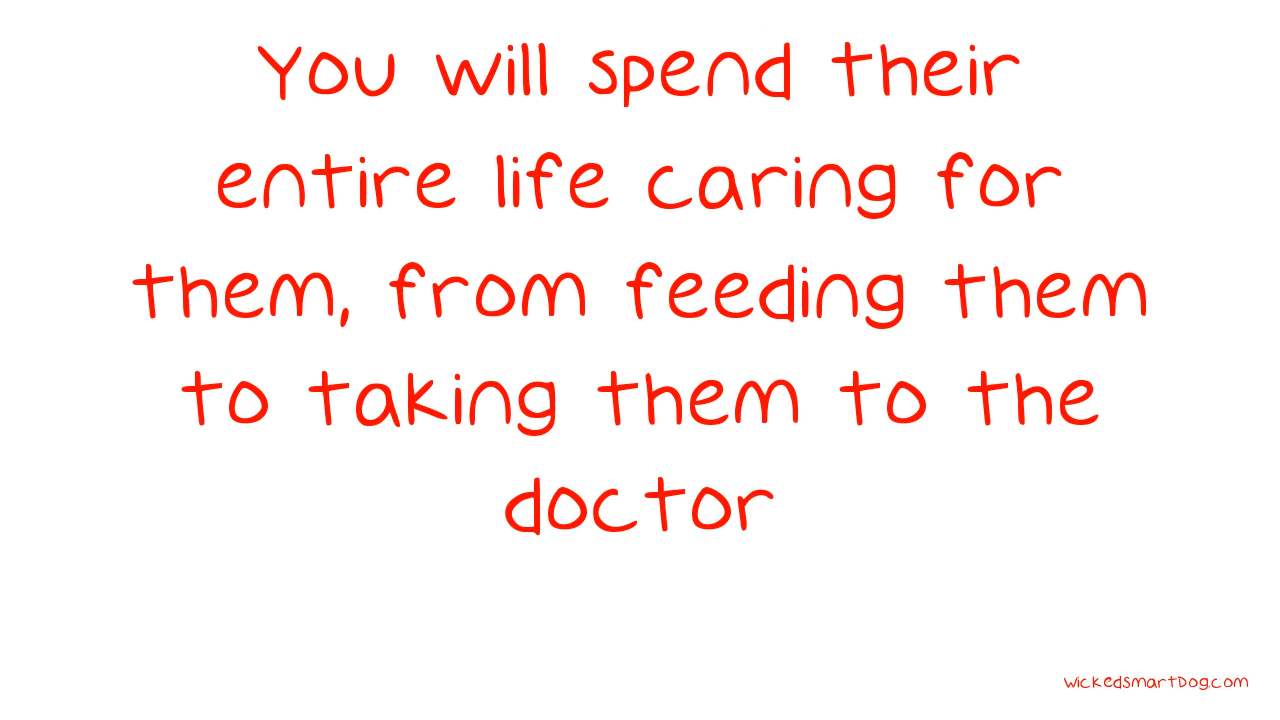 You will spend their
entire life caring for
them, from feeding them
to taking them to the
doctor
wickedsmartDog.com